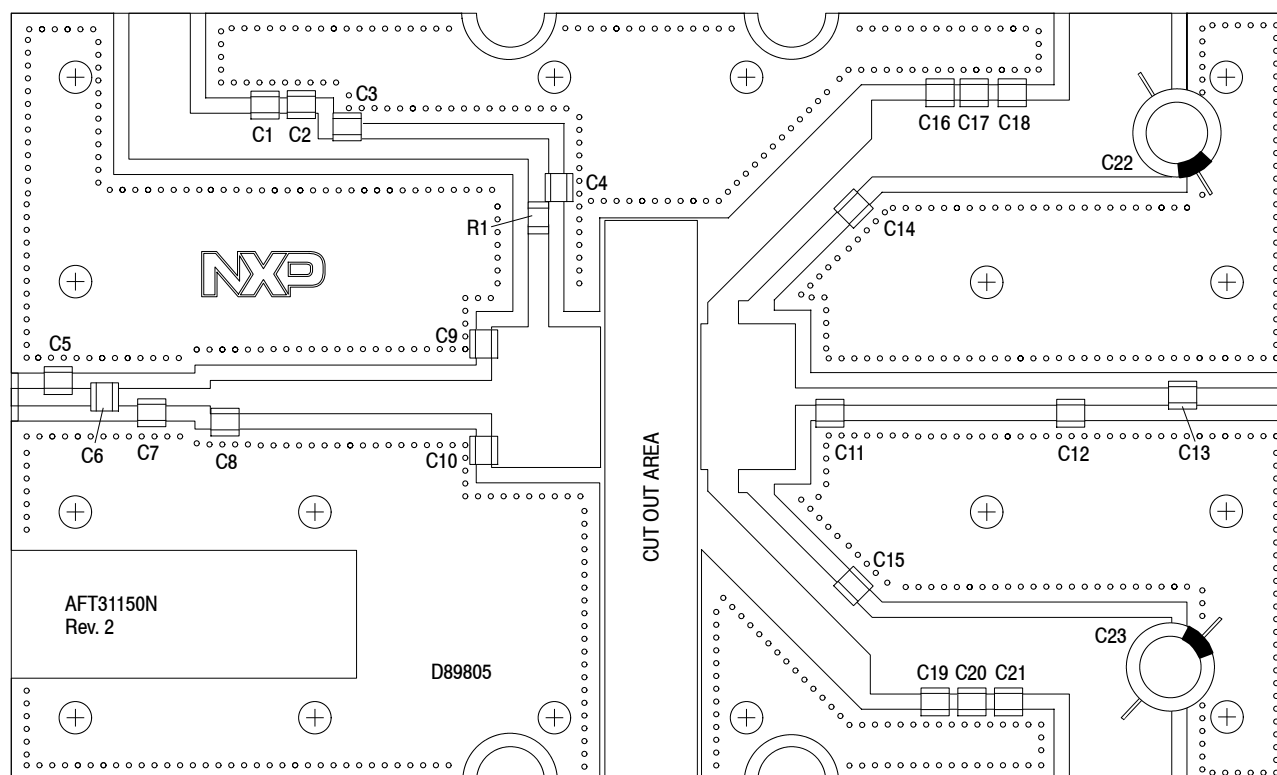 C3
C1
C2
C16
C17
C18
C22
C4
R1
C14
NXP
C9
C5
C6
C7
C8
C10
C11
C12
C13
CUT OUT AREA
C15
AFT31150N
Rev. 2
C23
D89805
C19
C20
C21